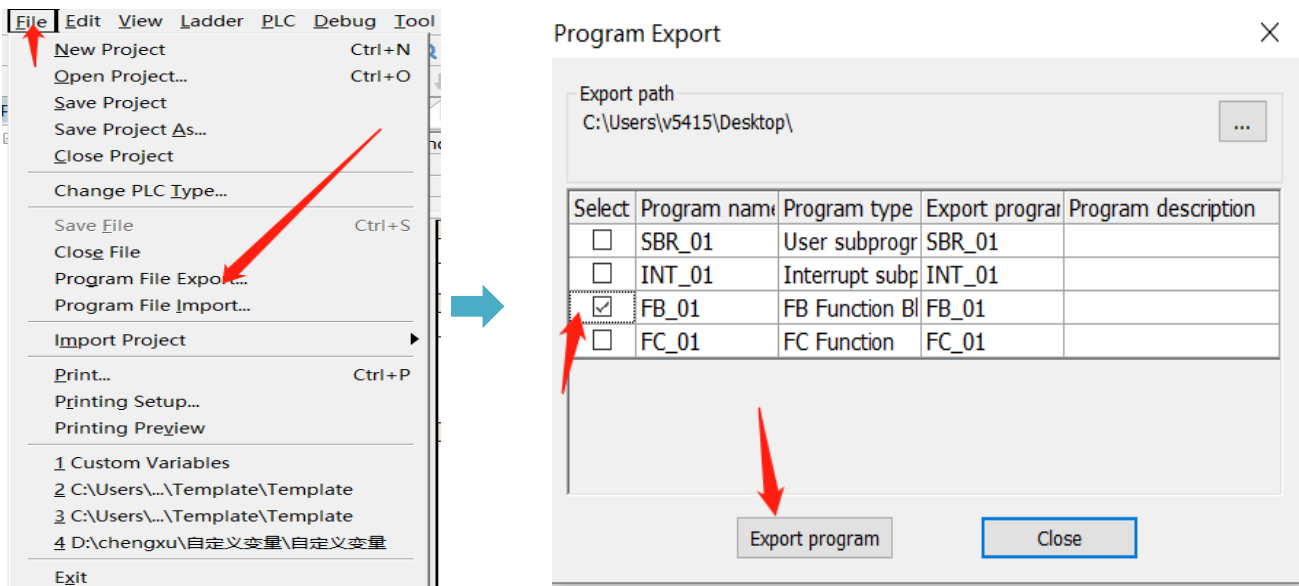 File Edit View Ladder PLC Debug Tool
New Project Ctrl+N
Open Project... Ctrl+O
Save Project
Save Project As...
Close Project
Change PLC Type...
Save File Ctrl+S
Close File
Program File Export...
Program File Import...
Import Project
Print... Ctrl+P
Printing Setup...
Printing Preview
1 Custom Variables
2 C:\Users\...\Template\Template
3 C:\Users\...\Template\Template
4 D:\chengxu\自定义变量\自定义变量
Exit
Program Export
Export path
C:\Users\v5415\Desktop\
...
Select Program name Program type Export program Program description
SBR_01 User subprogr SBR_01
INT_01 Interrupt subp INT_01
FB_01 FB Function Bl FB_01
FC_01 FC Function FC_01
Export program Close